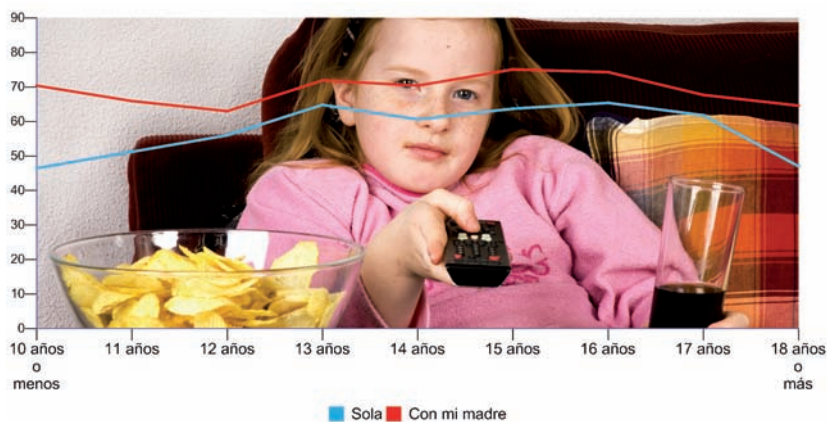 90
80
70
60
50
40
30
20
10
0
10 años o menos
11 años
12 años
13 años
14 años
15 años
16 años
17 años
18 años o más
Sola
Con mi madre